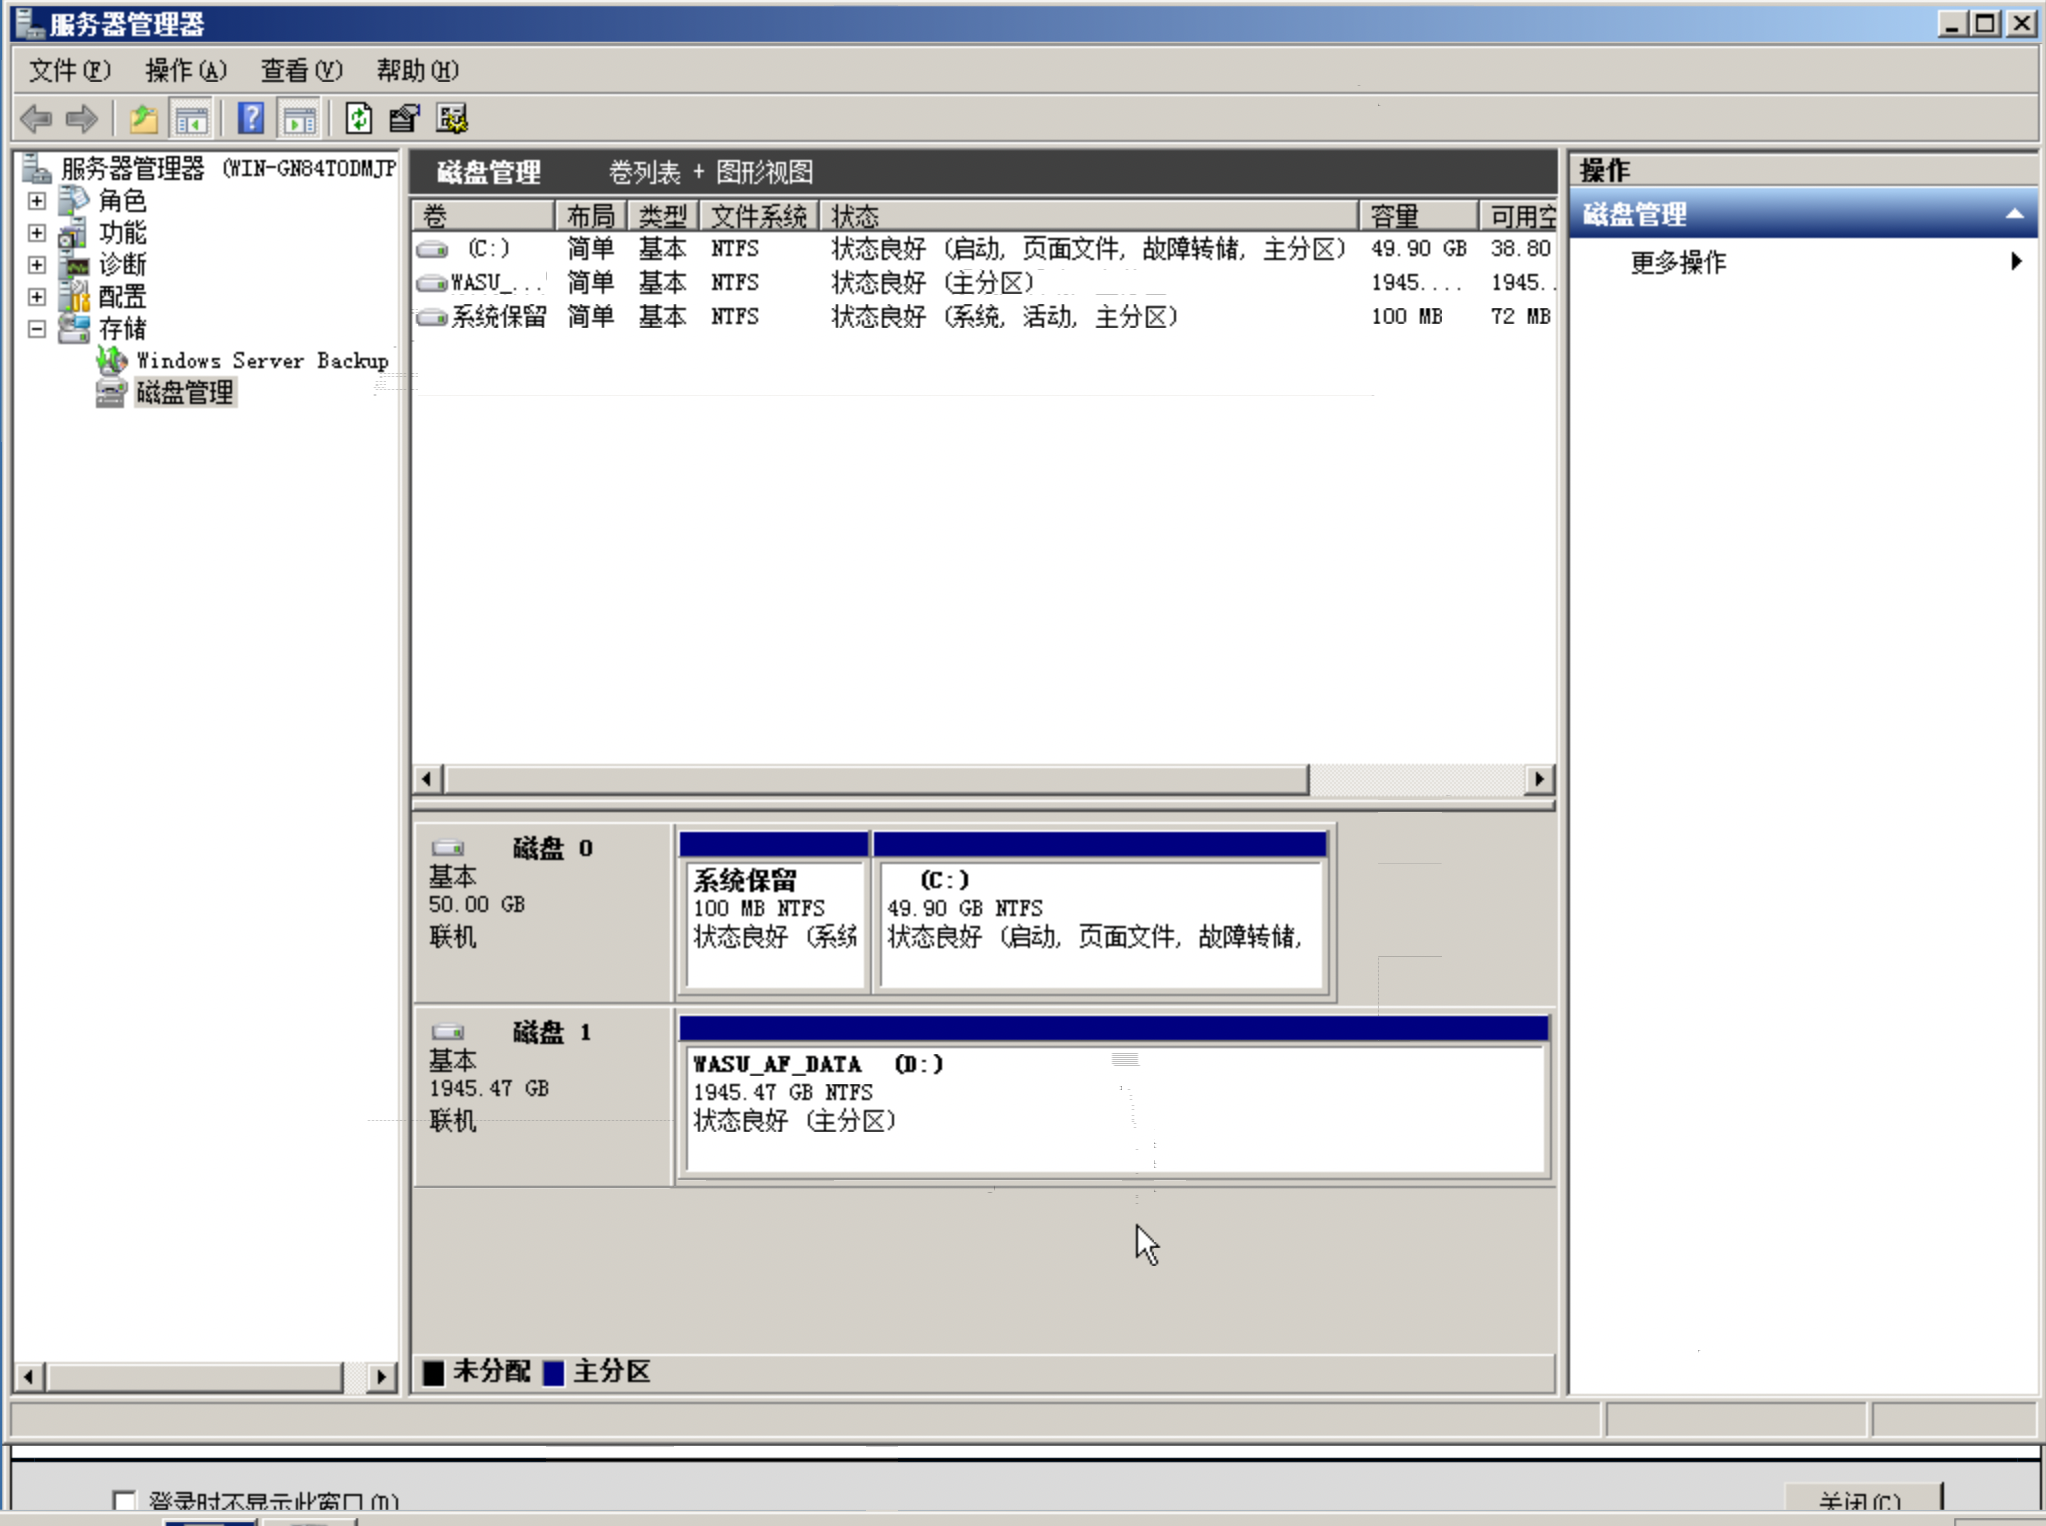 服务器管理器
文件(F) 操作(A) 查看(V) 帮助(H)
服务器管理器 (WIN-GN84TODMJP
角色
功能
诊断
配置
存储
Windows Server Backup
磁盘管理
磁盘管理 卷列表 + 图形视图
卷 布局 类型 文件系统 状态 容量 可用空
(C:) 简单 基本 NTFS 状态良好 (启动, 页面文件, 故障转储, 主分区) 49.90 GB 38.80
WASU_... 简单 基本 NTFS 状态良好 (主分区) 1945.... 1945..
系统保留 简单 基本 NTFS 状态良好 (系统, 活动, 主分区) 100 MB 72 MB
磁盘 0
基本
50.00 GB
联机
系统保留
100 MB NTFS
状态良好 (系统
(C:)
49.90 GB NTFS
状态良好 (启动, 页面文件, 故障转储,
磁盘 1
基本
1945.47 GB
联机
WASU_AF_DATA (D:)
1945.47 GB NTFS
状态良好 (主分区)
未分配 主分区
操作
磁盘管理
更多操作
登录时不显示此窗口(D) 关闭(C)